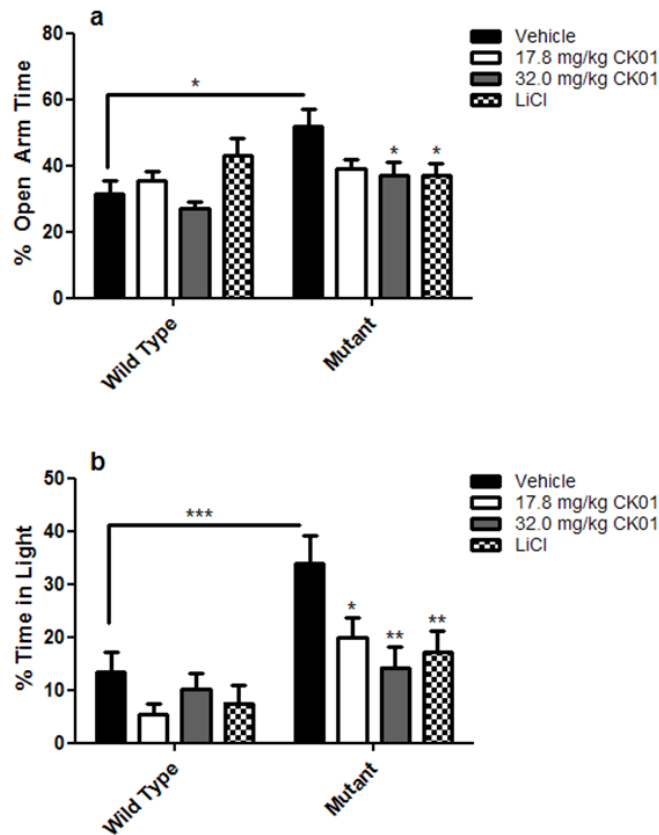 a
Vehicle
17.8 mg/kg CK01
32.0 mg/kg CK01
LiCl
% Open Arm Time
80
60
40
20
0
*
*
*
Wild Type
Mutant
b
Vehicle
17.8 mg/kg CK01
32.0 mg/kg CK01
LiCl
% Time in Light
50
40
30
20
10
0
***
*
**
**
Wild Type
Mutant